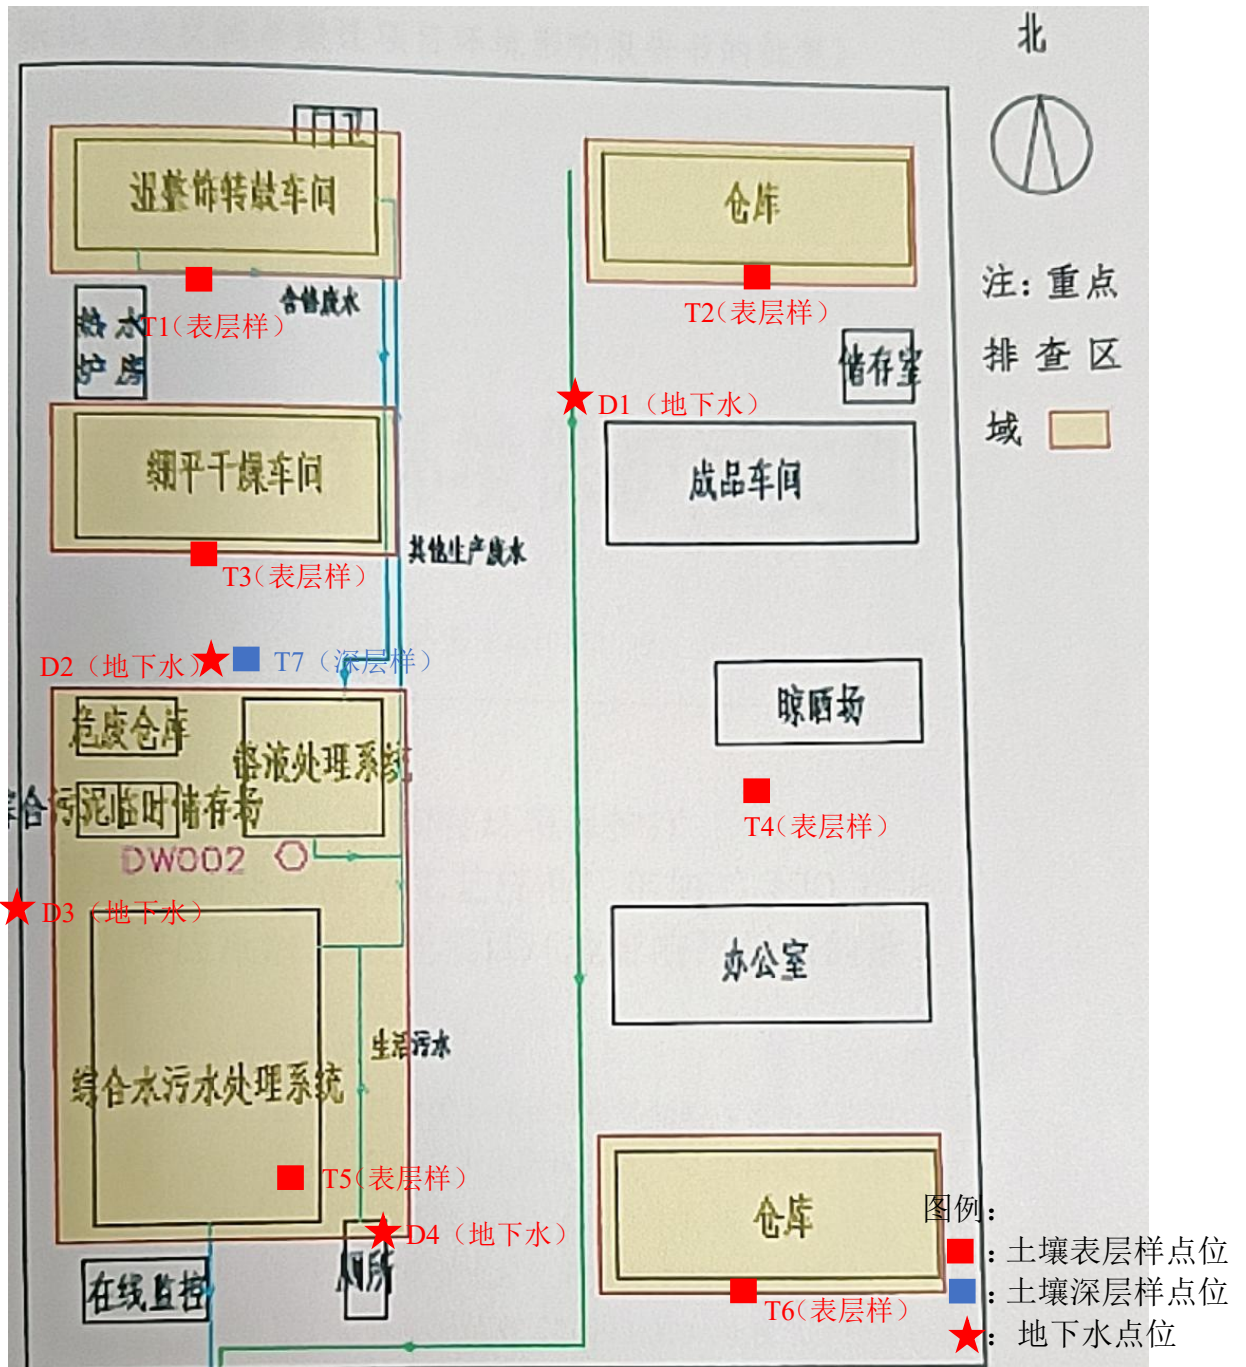 北
门卫
湿整饰转鼓车间
仓库
注：重点
排查区
域
含铬废水
T1（表层样）
T2（表层样）
储存室
D1（地下水）
绷平干燥车间
成品车间
其他生产废水
T3（表层样）
D2（地下水）
T7（深层样）
危废仓库
铬液处理系统
晾晒场
综合污泥临时储存场
T4（表层样）
DW002
D3（地下水）
办公室
生活污水
综合水污水处理系统
T5（表层样）
仓库
图例：
D4（地下水）
厕所
：土壤表层样点位
在线监控
T6（表层样）
：土壤深层样点位
：地下水点位